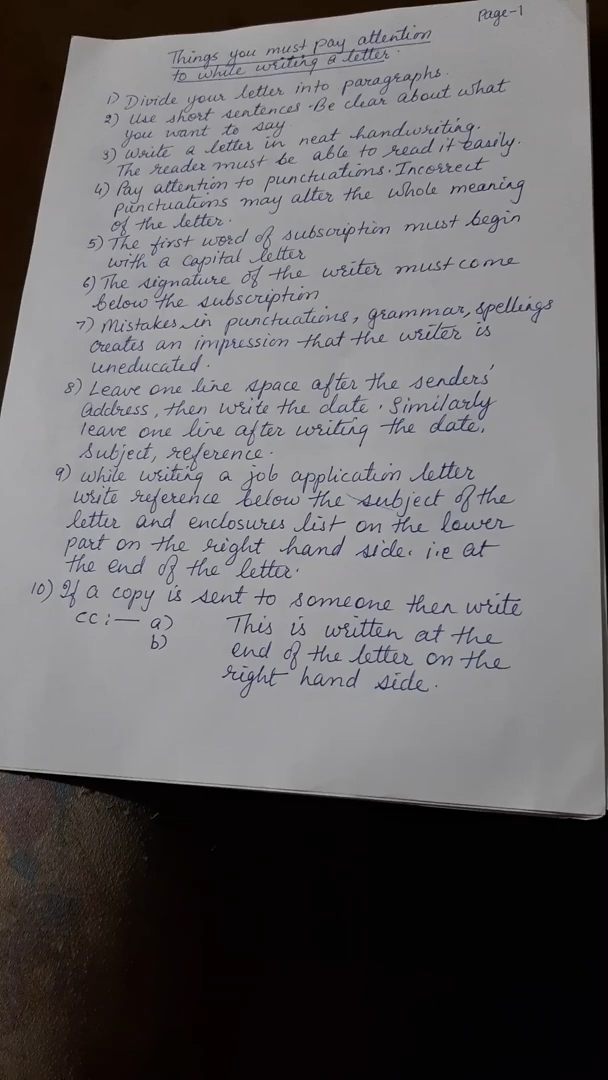 Page-1
Things you must pay attention
to while writing a letter.
1) Divide your letter into paragraphs.
2) Use short sentences. Be clear about what
you want to say
3) Write a letter in neat handwriting.
The reader must be able to read it easily.
4) Pay attention to punctuations. Incorrect
punctuations may alter the whole meaning
of the letter.
5) The first word of subscription must begin
with a capital letter
6) The signature of the writer must come
below the subscription
7) Mistakes in punctuations, grammar, spellings
creates an impression that the writer is
uneducated.
8) Leave one line space after the senders'
address, then write the date. Similarly
leave one line after writing the date,
subject, reference.
9) while writing a job application letter
write reference below the subject of the
letter and enclosures list on the lower
part on the right hand side. i.e at
the end of the letter.
10) If a copy is sent to someone then write
cc:— a) This is written at the
b) end of the letter on the
right hand side.